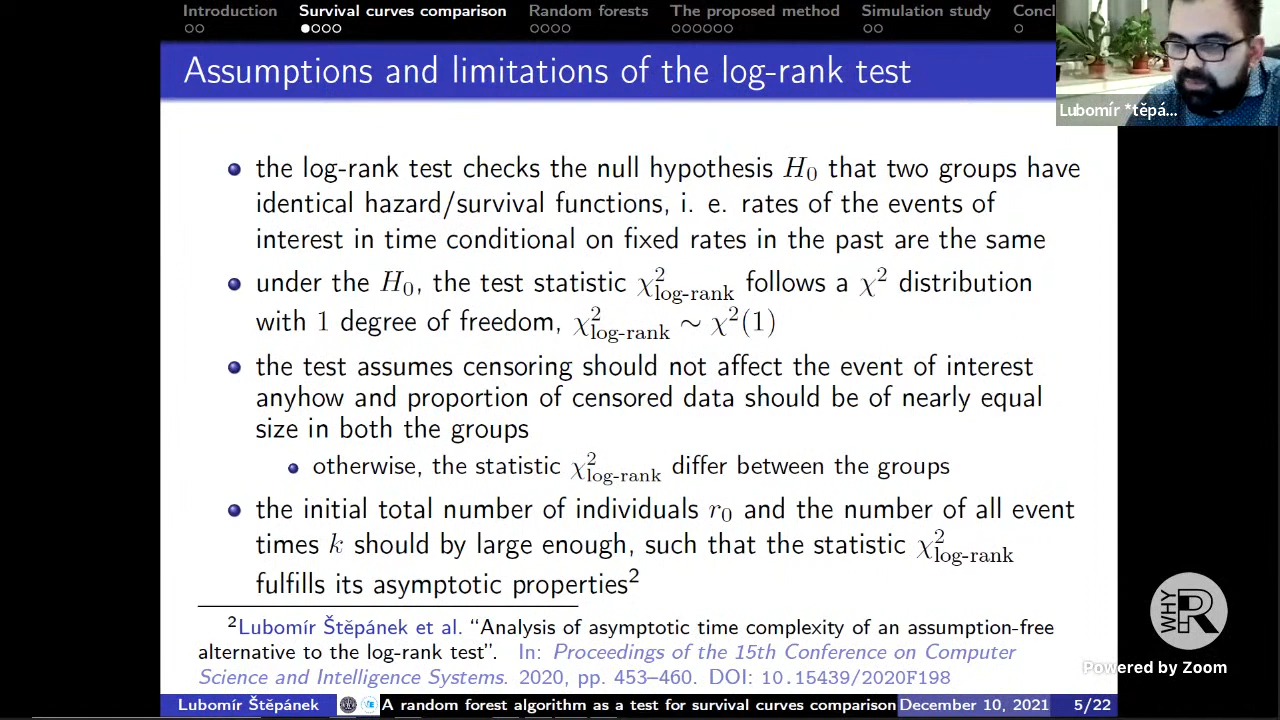 Introduction Survival curves comparison Random forests The proposed method Simulation study Concl
Assumptions and limitations of the log-rank test
Lubomír *těpá...
the log-rank test checks the null hypothesis H₀ that two groups have
identical hazard/survival functions, i. e. rates of the events of
interest in time conditional on fixed rates in the past are the same
under the H₀, the test statistic χ²log-rank follows a χ² distribution
with 1 degree of freedom, χ²log-rank ∼ χ²(1)
the test assumes censoring should not affect the event of interest
anyhow and proportion of censored data should be of nearly equal
size in both the groups
otherwise, the statistic χ²log-rank differ between the groups
the initial total number of individuals r₀ and the number of all event
times k should by large enough, such that the statistic χ²log-rank
fulfills its asymptotic properties²
²Lubomír Štěpánek et al. “Analysis of asymptotic time complexity of an assumption-free
alternative to the log-rank test”. In: Proceedings of the 15th Conference on Computer
Science and Intelligence Systems. 2020, pp. 453–460. DOI: 10.15439/2020F198
WHY R
Powered by Zoom
Lubomír Štěpánek A random forest algorithm as a test for survival curves comparison December 10, 2021 5/22